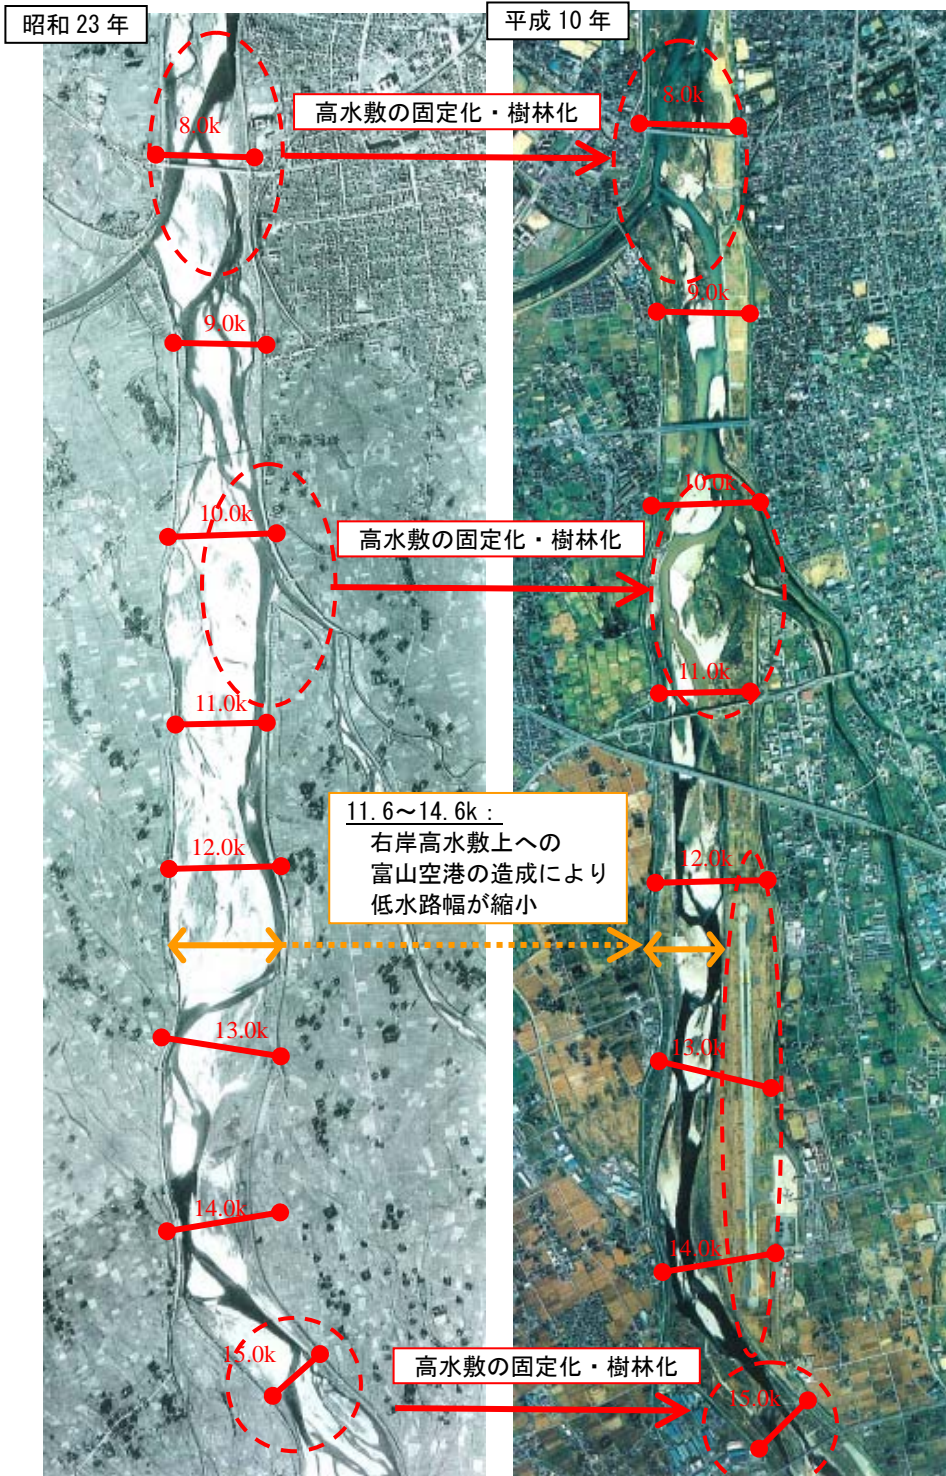 昭和 23 年
平成 10 年
8.0k
高水敷の固定化・樹林化
8.0k
9.0k
9.0k
10.0k
高水敷の固定化・樹林化
10.0k
11.0k
11.0k
11.6～14.6k：
右岸高水敷上への
富山空港の造成により
低水路幅が縮小
12.0k
12.0k
13.0k
13.0k
14.0k
14.0k
15.0k
高水敷の固定化・樹林化
15.0k